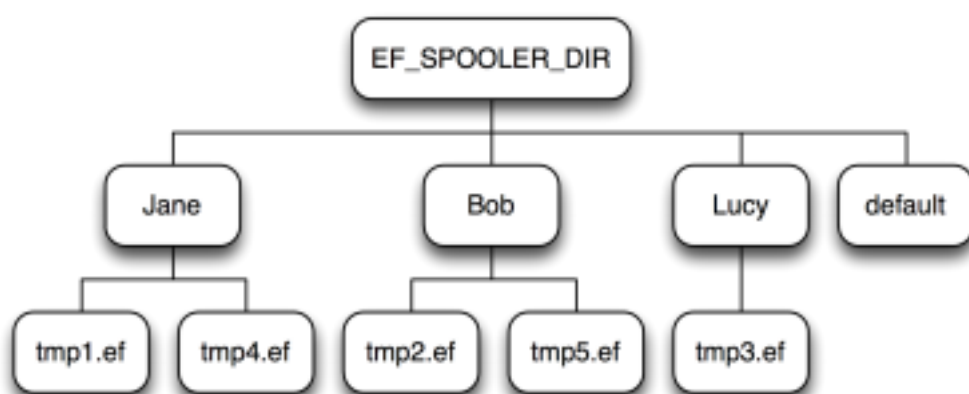 EF_SPOOLER_DIR
Jane
Bob
Lucy
default
tmp1.ef
tmp4.ef
tmp2.ef
tmp5.ef
tmp3.ef